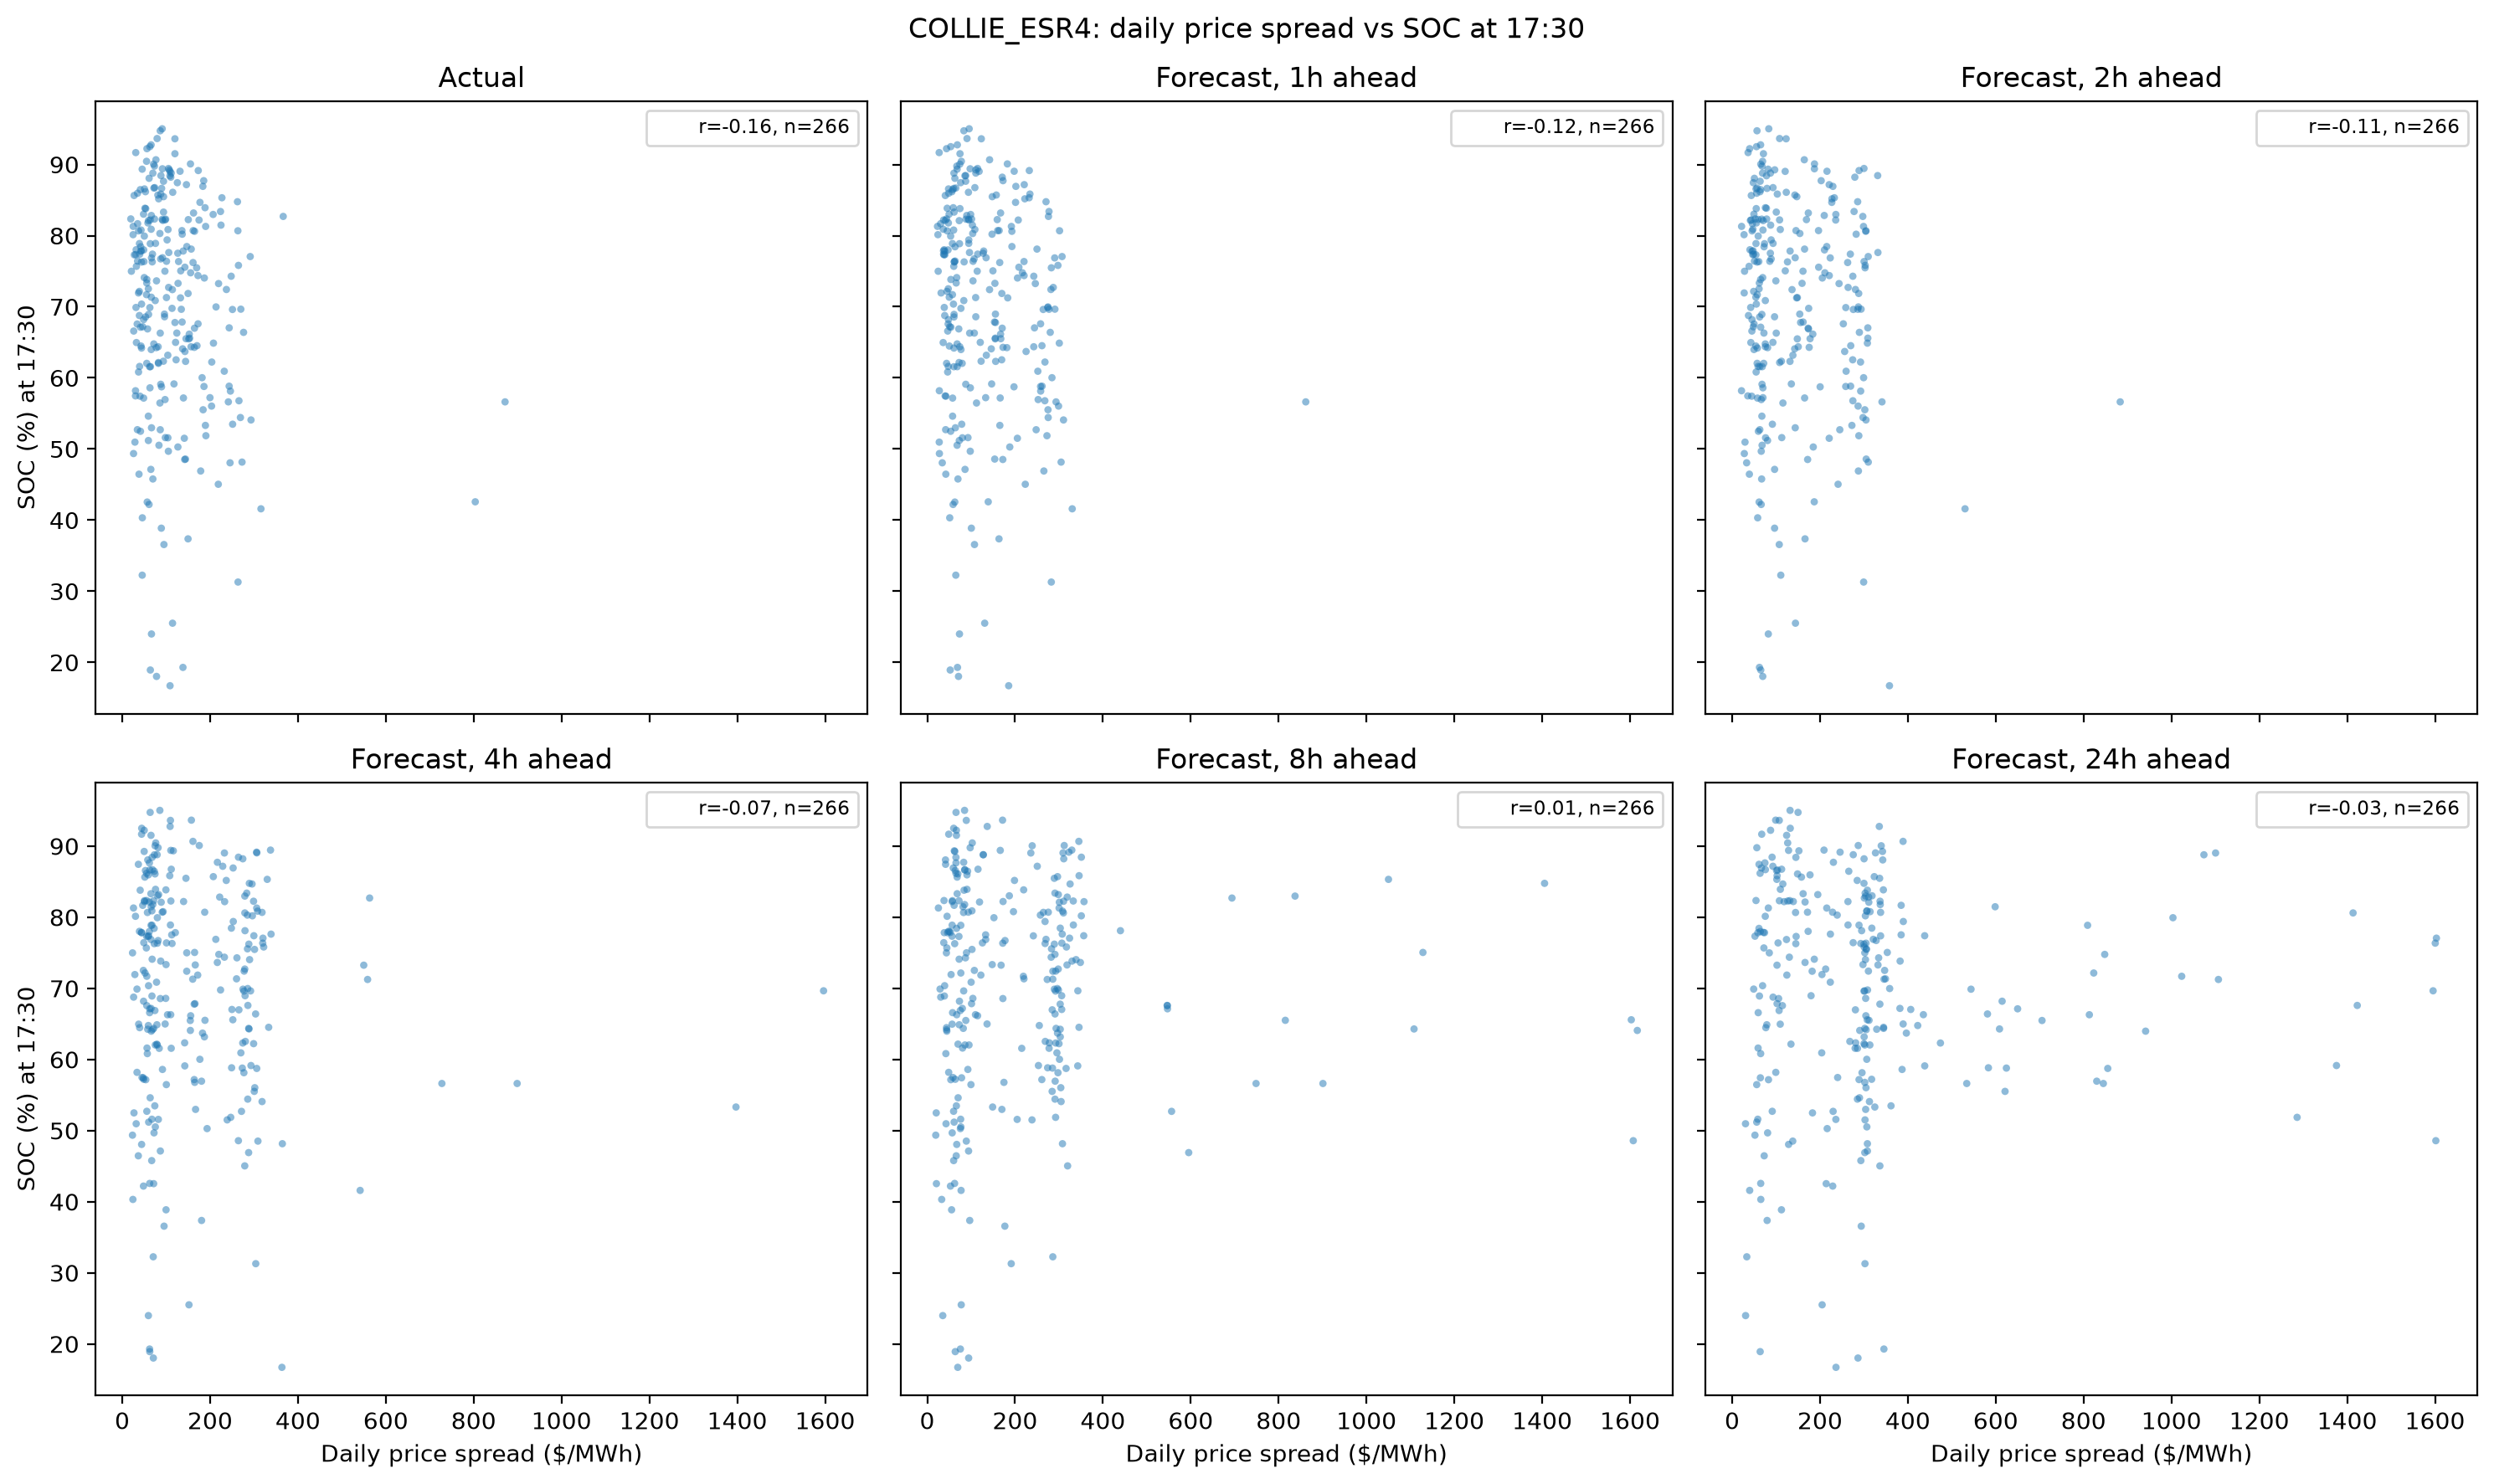 COLLIE_ESR4: daily price spread vs SOC at 17:30
Actual
Forecast, 1h ahead
Forecast, 2h ahead
r=-0.16, n=266
r=-0.12, n=266
r=-0.11, n=266
SOC (%) at 17:30
90
80
70
60
50
40
30
20
Forecast, 4h ahead
Forecast, 8h ahead
Forecast, 24h ahead
r=-0.07, n=266
r=0.01, n=266
r=-0.03, n=266
SOC (%) at 17:30
90
80
70
60
50
40
30
20
0 200 400 600 800 1000 1200 1400 1600
0 200 400 600 800 1000 1200 1400 1600
0 200 400 600 800 1000 1200 1400 1600
Daily price spread ($/MWh)
Daily price spread ($/MWh)
Daily price spread ($/MWh)